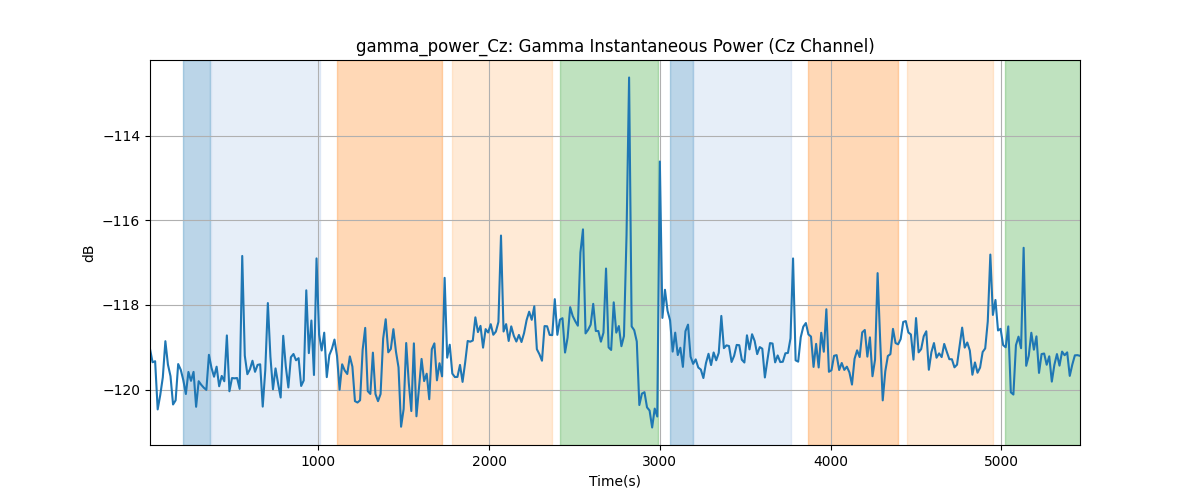 gamma_power_Cz: Gamma Instantaneous Power (Cz Channel)
−114
−116
−118
−120
dB
1000 2000 3000 4000 5000
Time(s)